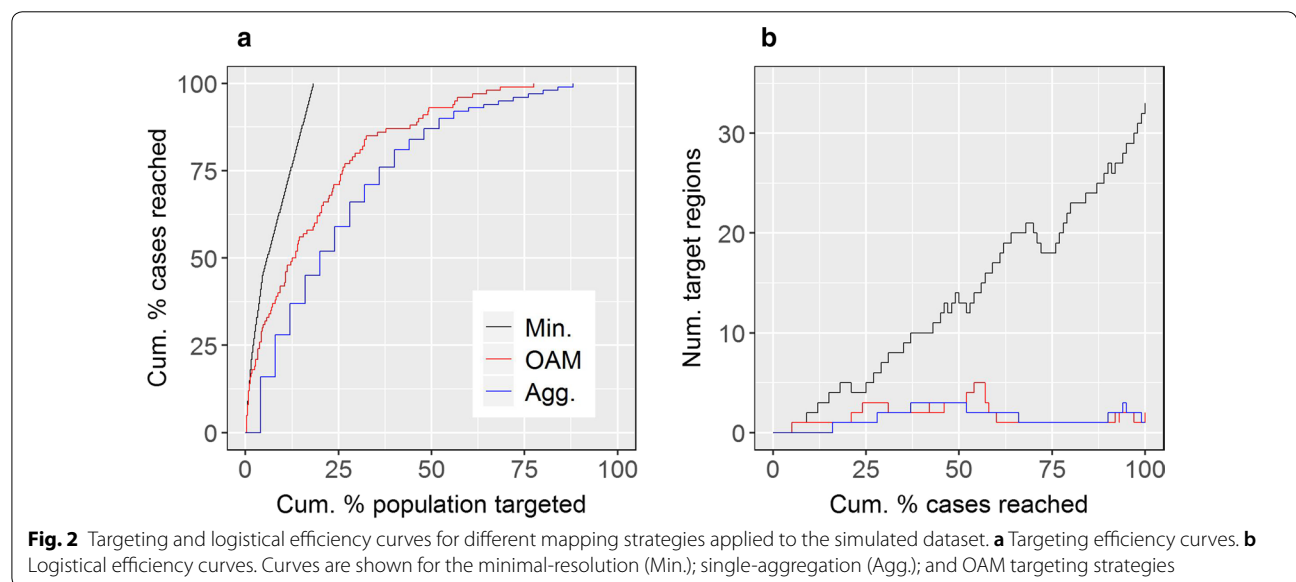 a
b
100
75
50
25
0
Cum. % cases reached
Min.
OAM
Agg.
0 25 50 75 100
Cum. % population targeted
30
20
10
0
Num. target regions
0 25 50 75 100
Cum. % cases reached
Fig. 2 Targeting and logistical efficiency curves for different mapping strategies applied to the simulated dataset. a Targeting efficiency curves. b
Logistical efficiency curves. Curves are shown for the minimal-resolution (Min.); single-aggregation (Agg.); and OAM targeting strategies